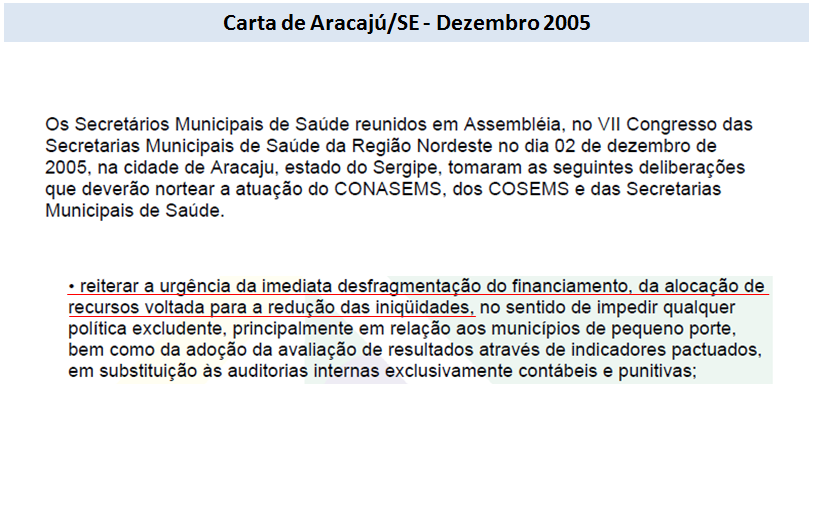 Carta de Aracajú/SE - Dezembro 2005
Os Secretários Municipais de Saúde reunidos em Assembléia, no VII Congresso das
Secretarias Municipais de Saúde da Região Nordeste no dia 02 de dezembro de
2005, na cidade de Aracaju, estado do Sergipe, tomaram as seguintes deliberações
que deverão nortear a atuação do CONASEMS, dos COSEMS e das Secretarias
Municipais de Saúde.
• reiterar a urgência da imediata desfragmentação do financiamento, da alocação de
recursos voltada para a redução das iniqüidades, no sentido de impedir qualquer
política excludente, principalmente em relação aos municípios de pequeno porte,
bem como da adoção da avaliação de resultados através de indicadores pactuados,
em substituição às auditorias internas exclusivamente contábeis e punitivas;